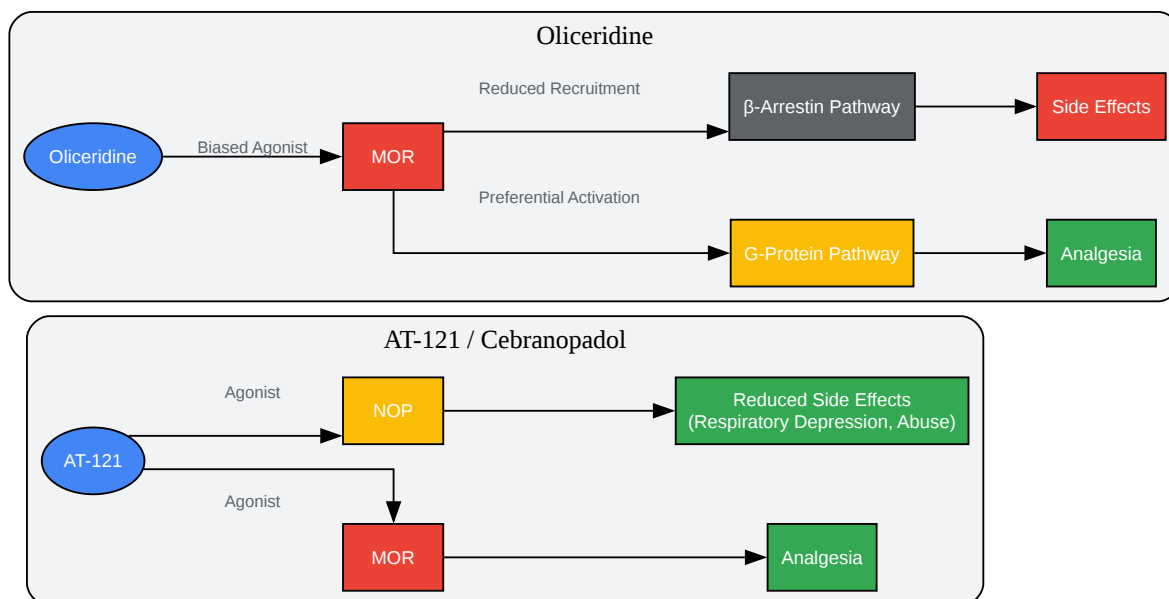 Oliceridine
Reduced Recruitment
β-Arrestin Pathway
Side Effects
Oliceridine
Biased Agonist
MOR
Preferential Activation
G-Protein Pathway
Analgesia
AT-121 / Cebranopadol
Agonist
NOP
Reduced Side Effects
(Respiratory Depression, Abuse)
AT-121
Agonist
MOR
Analgesia